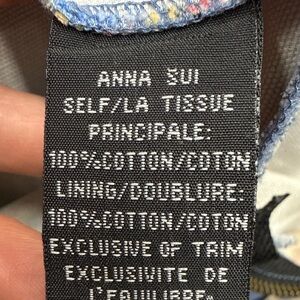 ANNA SUI
SELF/LA TISSUE
PRINCIPALE:
100%COTTON/COTON
LINING/DOUBLURE:
100%COTTON/COTON
EXCLUSIVE OF TRIM
EXCLUSIVITE DE
L'EQUILIBRE.